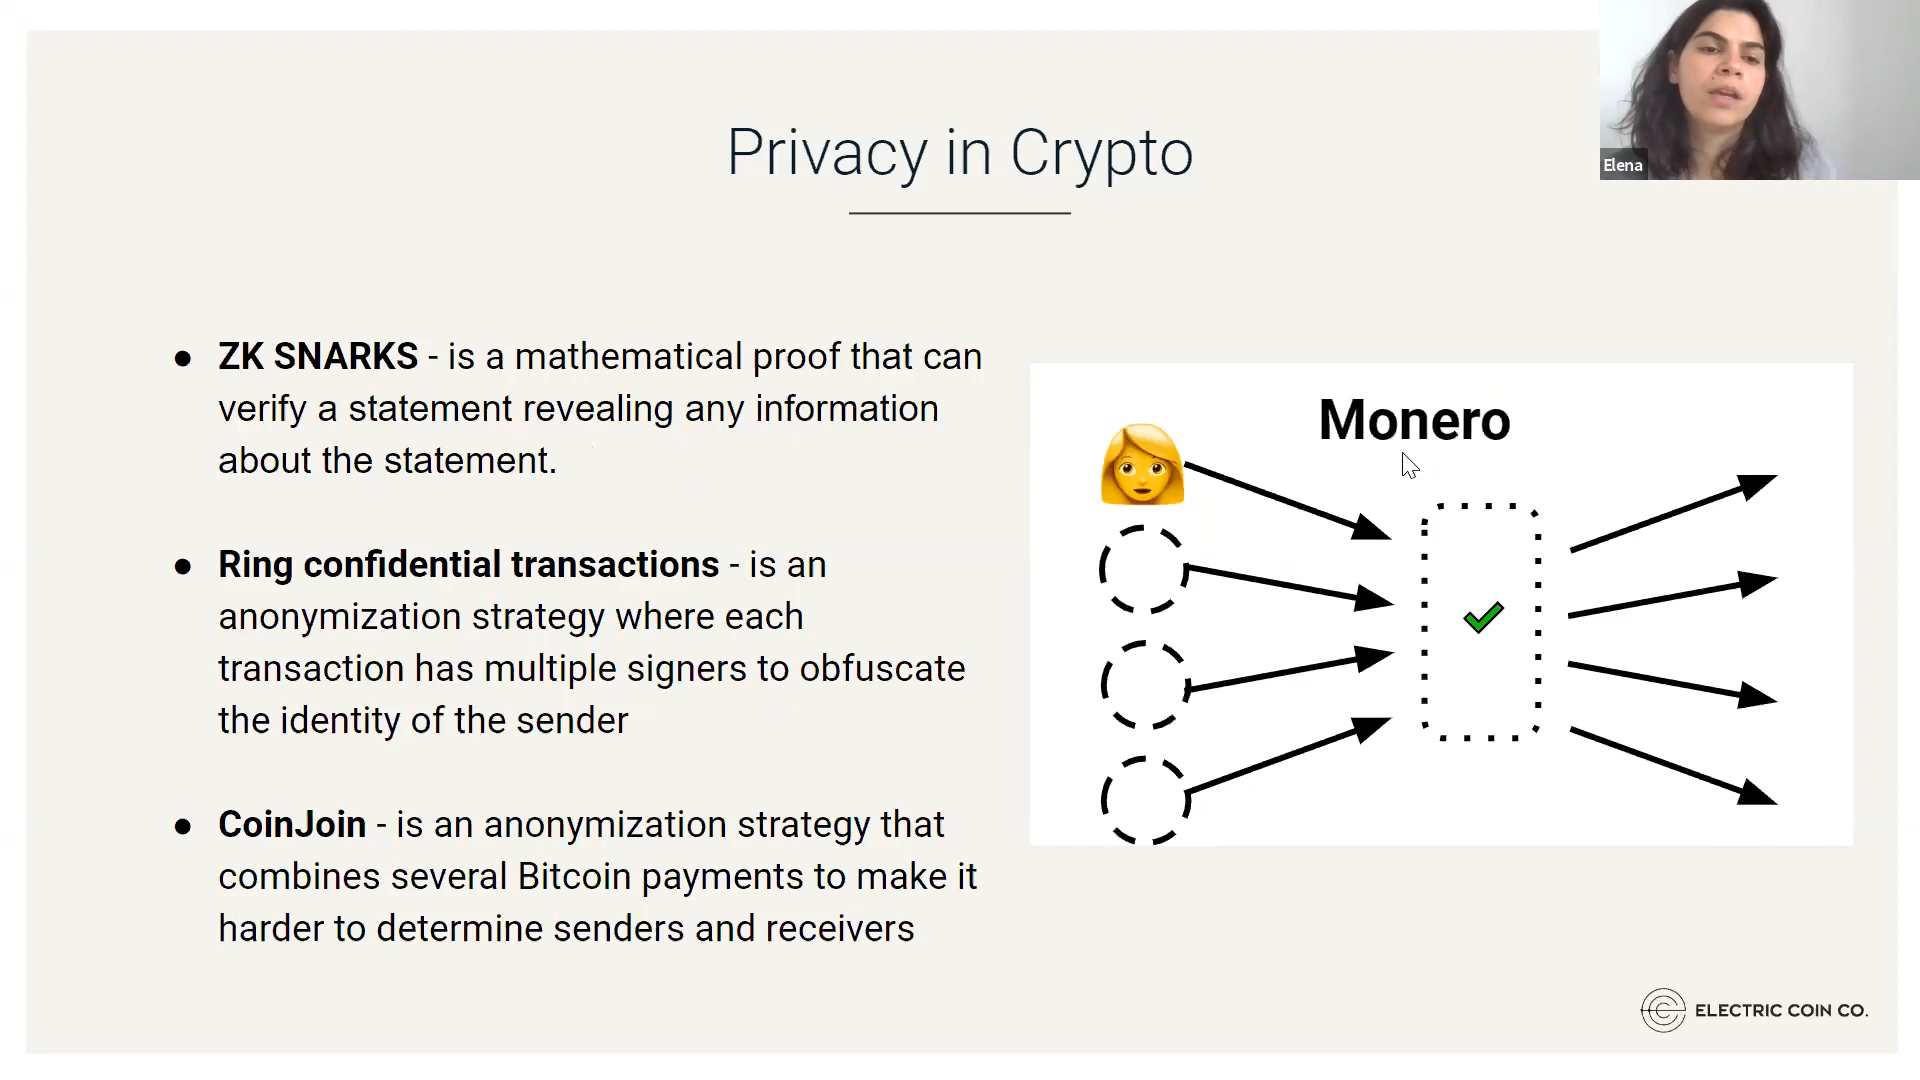 Privacy in Crypto
Elena
● ZK SNARKS - is a mathematical proof that can
verify a statement revealing any information
about the statement.
● Ring confidential transactions - is an
anonymization strategy where each
transaction has multiple signers to obfuscate
the identity of the sender
● CoinJoin - is an anonymization strategy that
combines several Bitcoin payments to make it
harder to determine senders and receivers
Monero
ELECTRIC COIN CO.